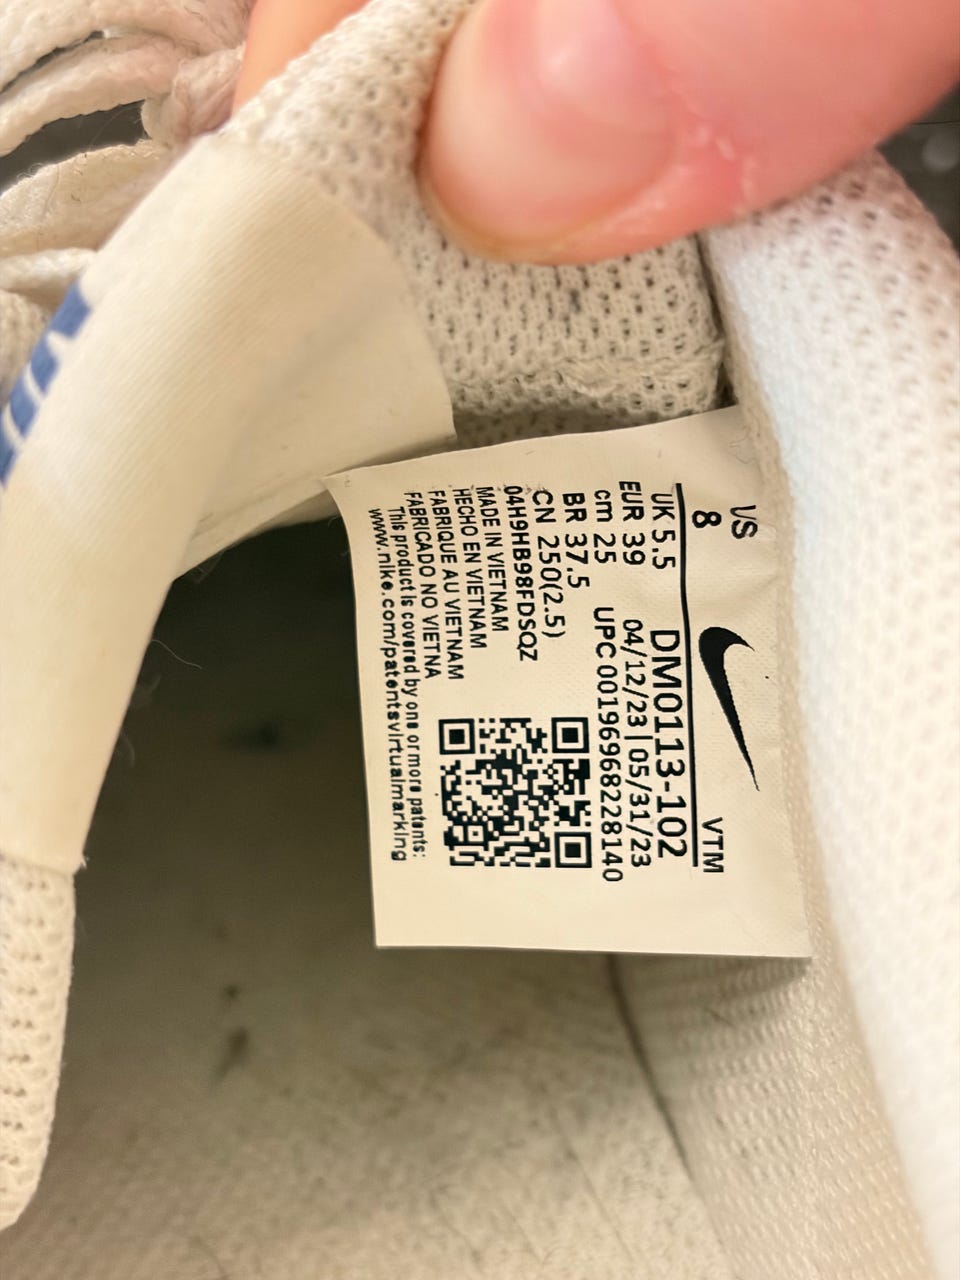 US
8
VTM
UK 5.5
DM0113-102
EUR 39
04/12/23 | 05/31/23
cm 25
UPC 00196968228140
BR 37.5
CN 250(2.5)
04H9HB98FDSQZ
MADE IN VIETNAM
HECHO EN VIETNAM
FABRIQUE AU VIETNAM
FABRICADO NO VIETNA
This product is covered by one or more patents:
www.nike.com/patentsvirtualmarking